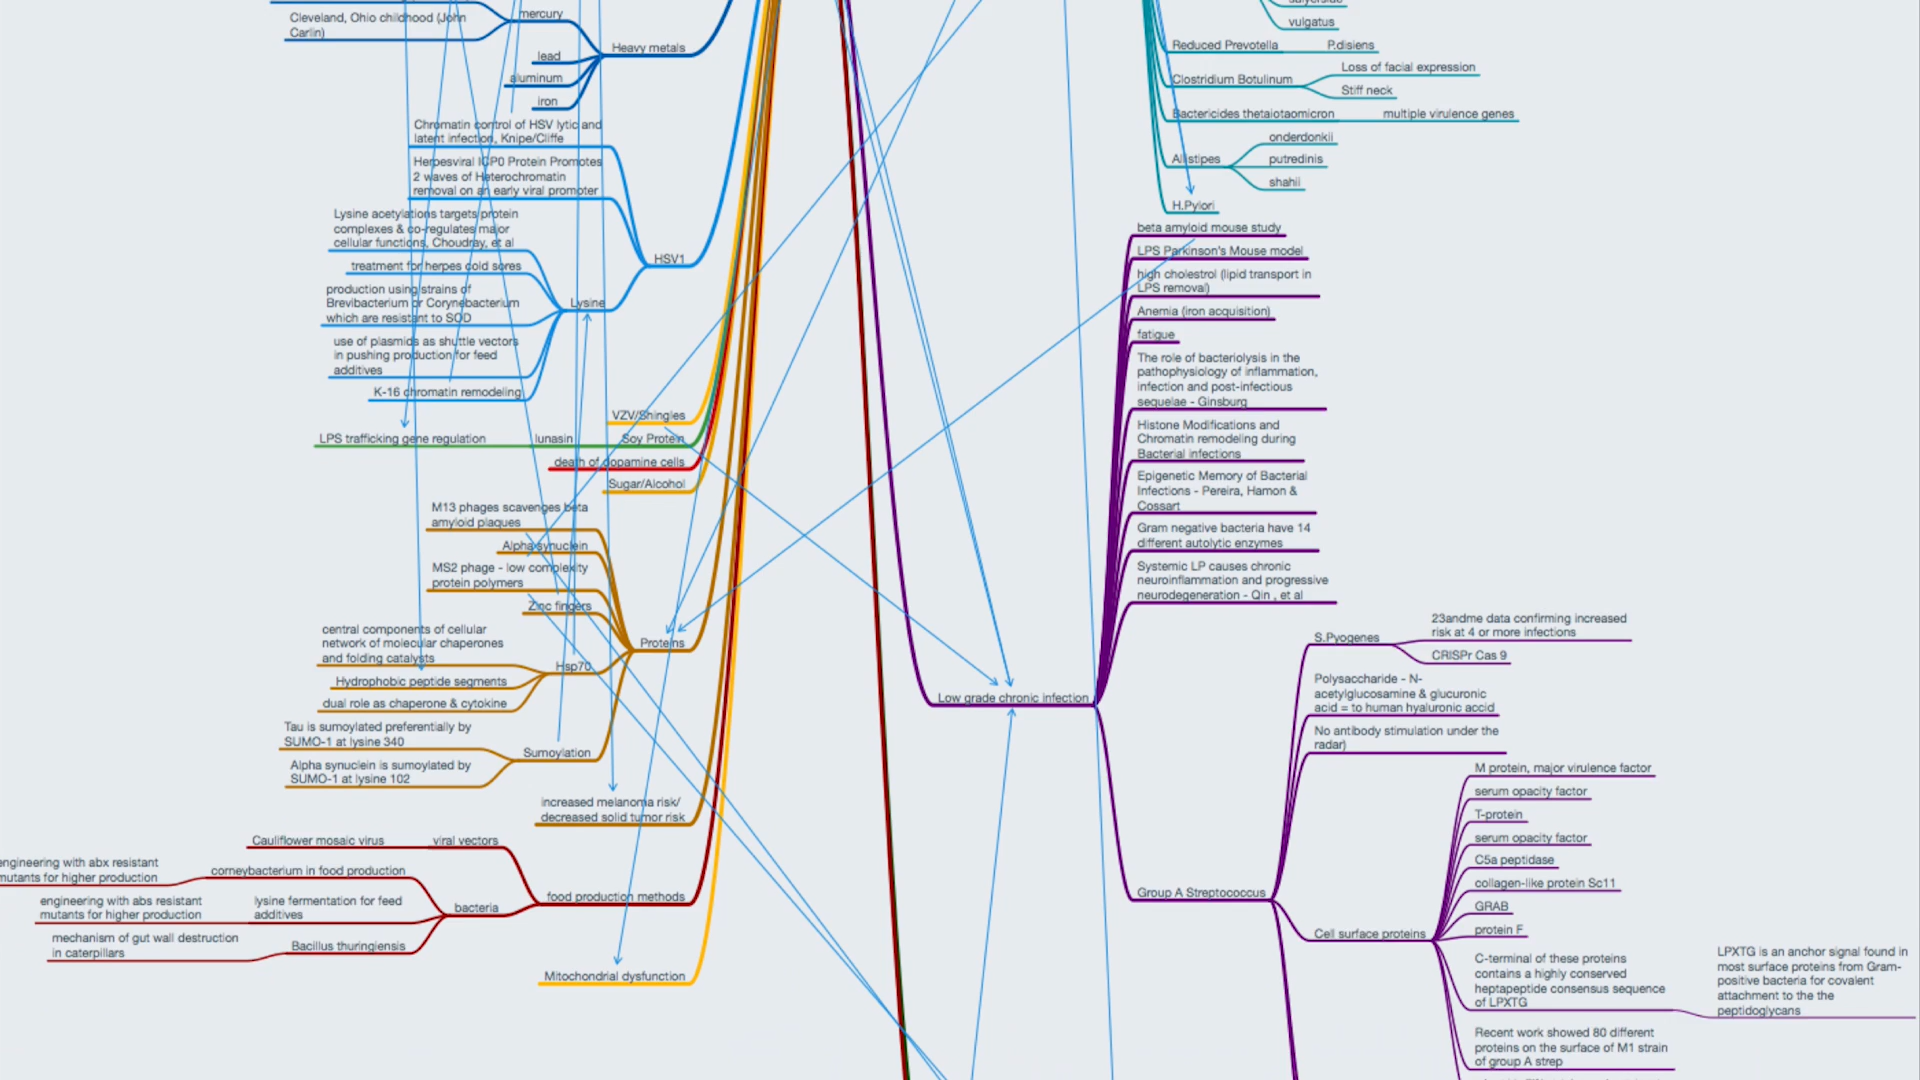 Cleveland, Ohio childhood (John
Carlin)
mercury
Heavy metals
lead
aluminum
iron
Chromatin control of HSV lytic and
latent infection, Knipe/Cliffe
Herpesviral ICP0 Protein Promotes
2 waves of Heterochromatin
removal on an early viral promoter
HSV1
Lysine acetylations targets protein
complexes & co-regulates major
cellular functions, Choudray, et al
treatment for herpes cold sores
production using strains of
Brevibacterium or Corynebacterium
which are resistant to SOD
Lysine
use of plasmids as shuttle vectors
in pushing production for feed
additives
K-16 chromatin remodeling
VZV/Shingles
LPS trafficking gene regulation
lunasin
Soy Protein
death of dopamine cells
Sugar/Alcohol
M13 phages scavenges beta
amyloid plaques
Alpha synuclein
MS2 phage - low complexity
protein polymers
Zinc fingers
Proteins
central components of cellular
network of molecular chaperones
and folding catalysts
Hsp70
Hydrophobic peptide segments
dual role as chaperone & cytokine
Tau is sumoylated preferentially by
SUMO-1 at lysine 340
Sumoylation
Alpha synuclein is sumoylated by
SUMO-1 at lysine 102
increased melanoma risk/
decreased solid tumor risk
Cauliflower mosaic virus
viral vectors
engineering with abx resistant
mutants for higher production
corneybacterium in food production
food production methods
engineering with abs resistant
mutants for higher production
lysine fermentation for feed
additives
bacteria
mechanism of gut wall destruction
in caterpillars
Bacillus thuringiensis
Mitochondrial dysfunction
vulgatus
Reduced Prevotella
P.disiens
Clostridium Botulinum
Loss of facial expression
Stiff neck
Bactericides thetaiotaomicron
multiple virulence genes
Allistipes
onderdonkii
putredinis
shahii
H.Pylori
beta amyloid mouse study
LPS Parkinson's Mouse model
high cholestrol (lipid transport in
LPS removal)
Anemia (iron acquisition)
fatigue
The role of bacteriolysis in the
pathophysiology of inflammation,
infection and post-infectious
sequelae - Ginsburg
Histone Modifications and
Chromatin remodeling during
Bacterial infections
Epigenetic Memory of Bacterial
Infections - Pereira, Hamon &
Cossart
Gram negative bacteria have 14
different autolytic enzymes
Systemic LP causes chronic
neuroinflammation and progressive
neurodegeneration - Qin , et al
Low grade chronic infection
S.Pyogenes
23andme data confirming increased
risk at 4 or more infections
CRISPr Cas 9
Polysaccharide - N-
acetylglucosamine & glucuronic
acid = to human hyaluronic accid
No antibody stimulation under the
radar)
Group A Streptococcus
M protein, major virulence factor
serum opacity factor
T-protein
serum opacity factor
C5a peptidase
collagen-like protein Sc11
GRAB
protein F
Cell surface proteins
C-terminal of these proteins
contains a highly conserved
heptapeptide consensus sequence
of LPXTG
LPXTG is an anchor signal found in
most surface proteins from Gram-
positive bacteria for covalent
attachment to the the
peptidoglycans
Recent work showed 80 different
proteins on the surface of M1 strain
of group A strep